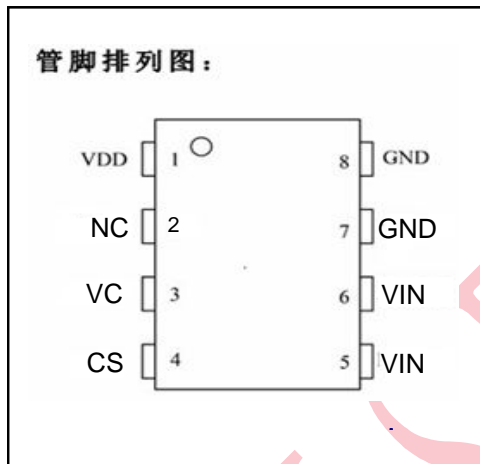 管脚排列图：
VDD 1 8 GND
NC 2 7 GND
VC 3 6 VIN
CS 4 5 VIN